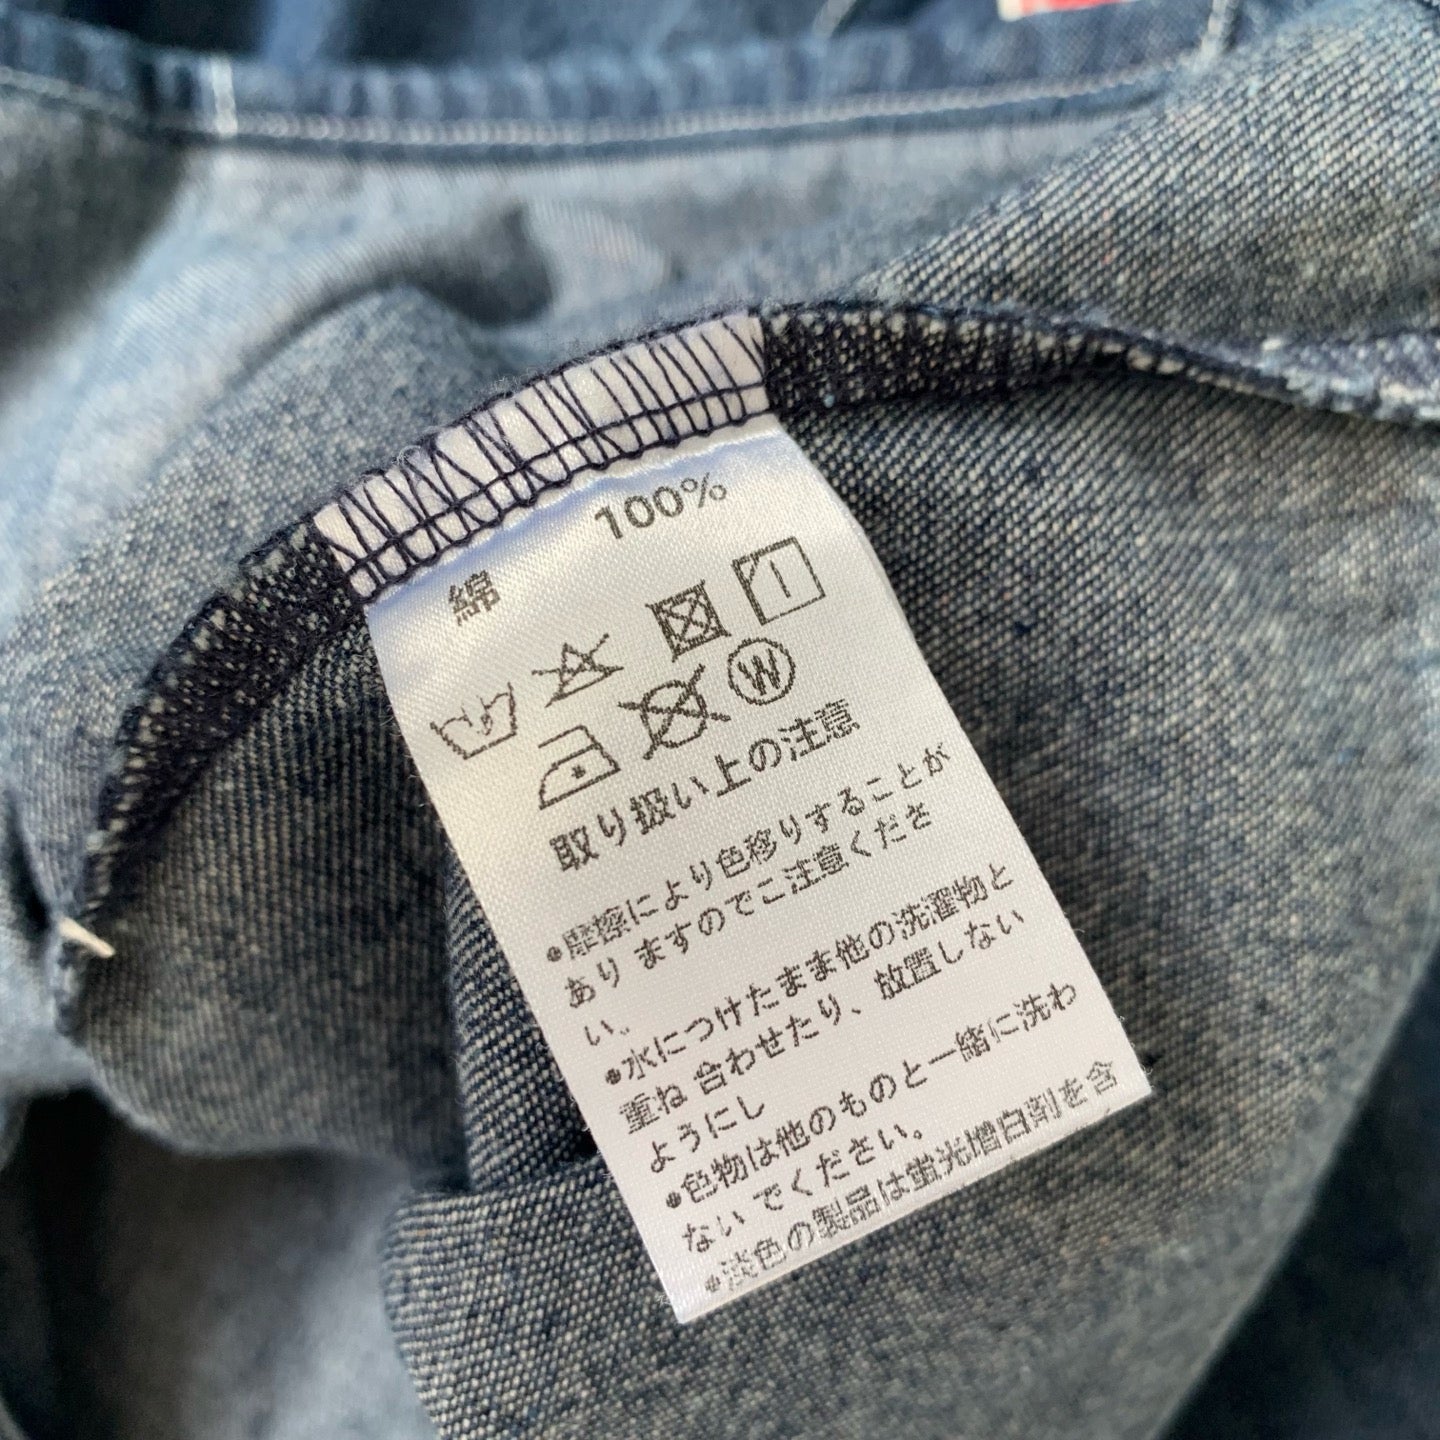 綿 100%
W
取り扱い上の注意
●摩擦により色移りすることが
あり ますのでご注意くださ
い。
●水につけたまま他の洗濯物と
重ね 合わせたり、放置しない
ようにし
●色物は他のものと一緒に洗わ
ない でください。
●淡色の製品は蛍光増白剤を含